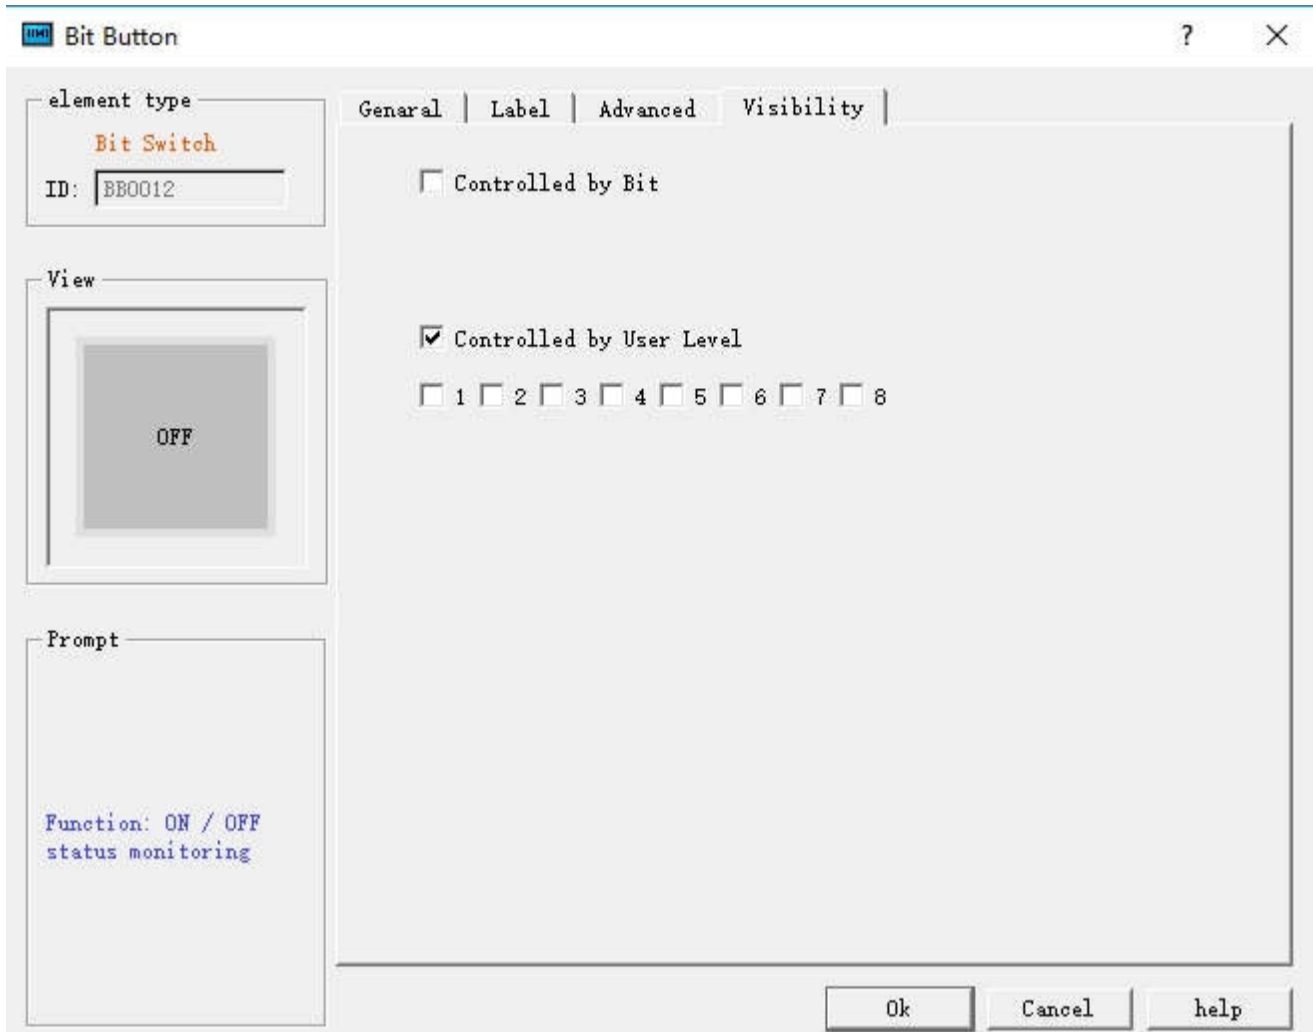 Bit Button
?
element type
Bit Switch
ID: BB0012
View
OFF
Prompt
Function: ON / OFF
status monitoring
Genaral | Label | Advanced Visibility
Controlled by Bit
Controlled by User Level
1 2 3 4 5 6 7 8
Ok Cancel help